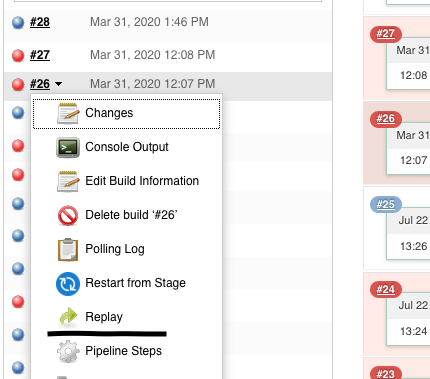 #28 Mar 31, 2020 1:46 PM
#27 Mar 31, 2020 12:08 PM
#26 Mar 31, 2020 12:07 PM
Changes
Console Output
Edit Build Information
Delete build ‘#26’
Polling Log
Restart from Stage
Replay
Pipeline Steps
#27
Mar 31
12:08
#26
Mar 31
12:07
#25
Jul 22
13:26
#24
Jul 22
13:24
#23